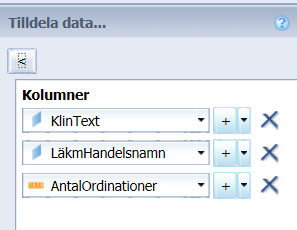 Tilldela data...
<
Kolumner
KlinText
LäkmHandelsnamn
AntalOrdinationer